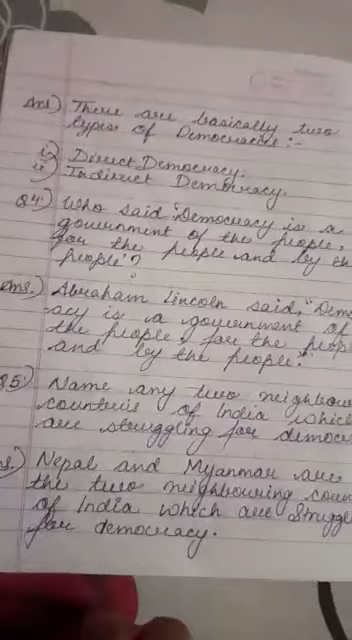 Ans) There are basically two
types of Democracies :-
i) Direct Democracy.
ii) Indirect Democracy.
Q4) Who said "Democracy is a
government of the people,
for the people and by th
people"?
Ans.) Abraham Lincoln said, "Demo
acy is a government of
the people, for the peop
and by the people."
Q5:) Name any two neighbou
countries of India which
are struggling for democ
s.) Nepal and Myanmar are
the two neighbouring coun
of India which are struggl
for democracy.